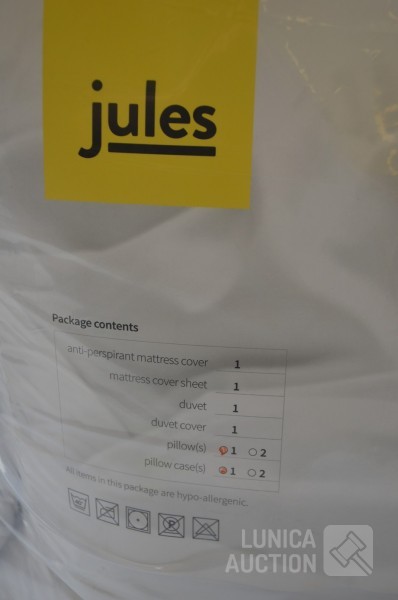 jules
Package contents
anti-perspirant mattress cover 1
mattress cover sheet 1
duvet 1
duvet cover 1
pillow(s) 1 2
pillow case(s) 1 2
All items in this package are hypo-allergenic.
LUNICA
AUCTION